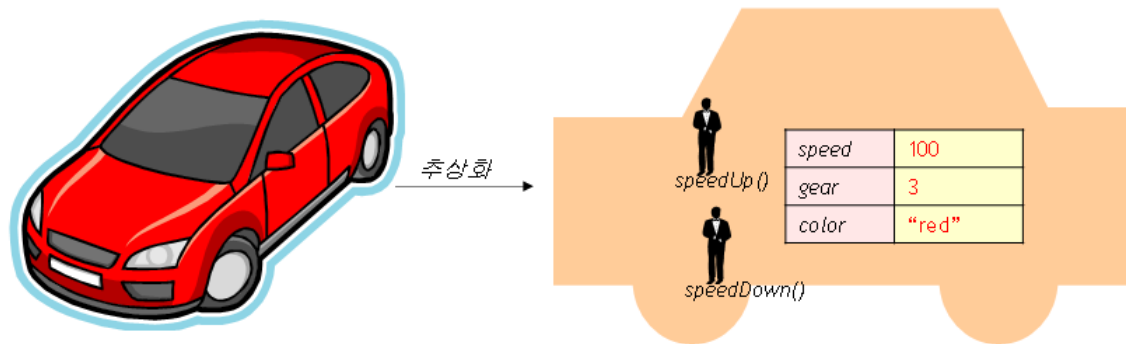 추상화
speedUp()
speedDown()
speed 100
gear 3
color “red”